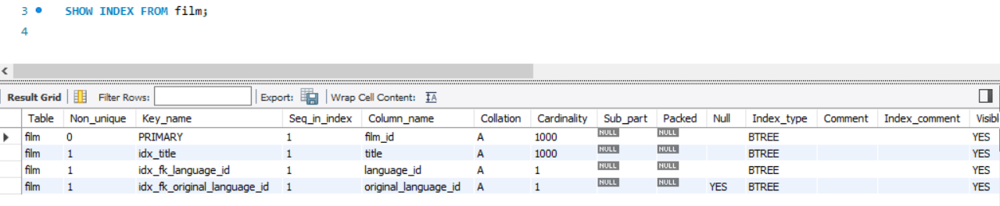 3 SHOW INDEX FROM film;
4
Result Grid Filter Rows: Export: Wrap Cell Content: IA
Table Non_unique Key_name Seq_in_index Column_name Collation Cardinality Sub_part Packed Null Index_type Comment Index_comment Visibl
film 0 PRIMARY 1 film_id A 1000 NULL NULL BTREE YES
film 1 idx_title 1 title A 1000 NULL NULL BTREE YES
film 1 idx_fk_language_id 1 language_id A 1 NULL NULL BTREE YES
film 1 idx_fk_original_language_id 1 original_language_id A 1 NULL NULL YES BTREE YES